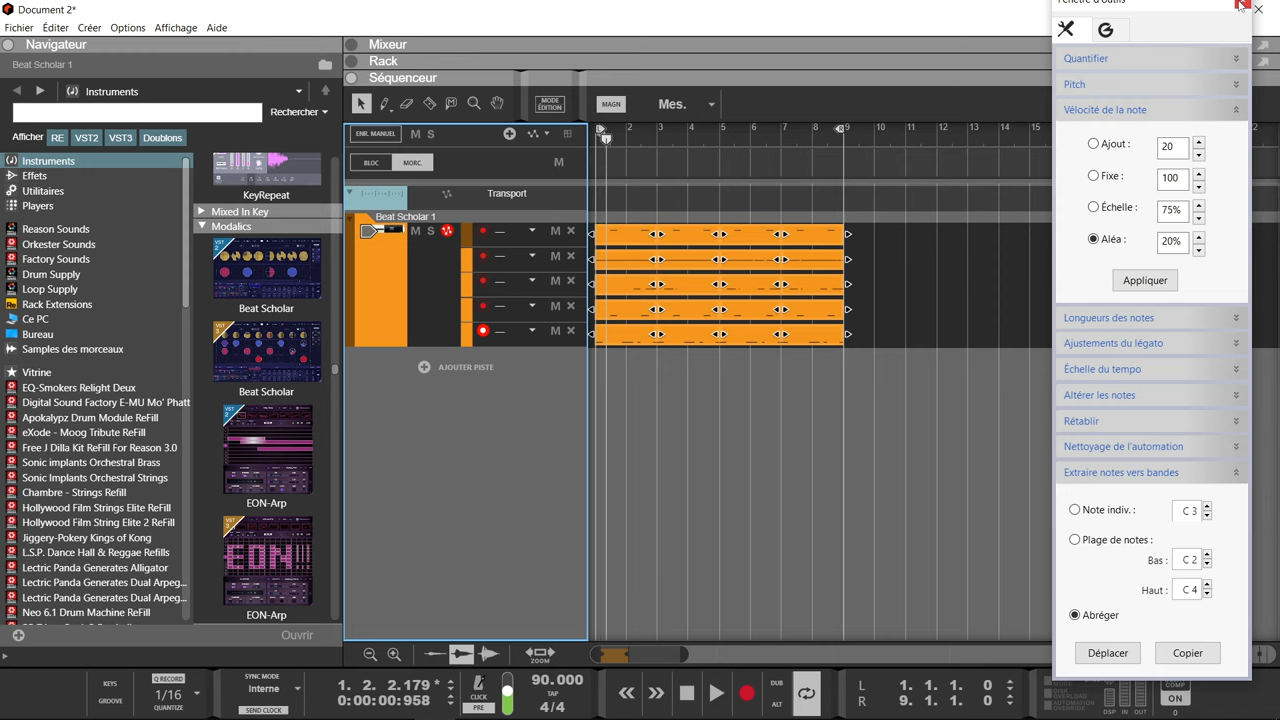 Document 2*
Fichier Éditer Créer Options Affichage Aide
Navigateur
Beat Scholar 1
Instruments
Rechercher
Afficher RE VST2 VST3 Doublons
Instruments
Effets
Utilitaires
Players
Reason Sounds
Orkester Sounds
Factory Sounds
Drum Supply
Loop Supply
Rack Extensions
Ce PC
Bureau
Samples des morceaux
Vitrine
EQ-Smokers Relight Deux
Digital Sound Factory E-MU Mo' Phatt
Apokalypz Drum Module ReFill
eXode - Moog Tribute ReFill
Free J Dilla Kit ReFill For Reason 3.0
Sonic implants Orchestral Brass
Sonic implants Orchestral Strings
Chambre - Strings Refill
Hollywood Film Strings Elite ReFill
Hollywood Film String Elite 2 ReFill
Jiggery-Pokery Kings of Kong
L.S.P. Dance Hall & Reggae Refills
Lectric Panda Generates Alligator
Lectric Panda Generates Dual Arpeg...
Lectric Panda Generates Dual Arpeg...
Neo 6.1 Drum Machine ReFill
KeyRepeat
Mixed In Key
Modalics
VST 2
Beat Scholar
VST 3
Beat Scholar
VST 2
EON-Arp
VST 3
EON-Arp
Ouvrir
Mixeur
Rack
Séquenceur
MODE
ÉDITION
MAGN
Mes.
ENR. MANUEL M S
BLOC MORC. M
2 3 4 5 6 7 8 9 10 11 12 13 14 15
Transport
Beat Scholar 1
M S M
M
M
M
M
AJOUTER PISTE
ZOOM
Quantifier
Pitch
Vélocité de la note
Ajout : 20
Fixe : 100
Échelle : 75%
Aléa : 20%
Appliquer
Longueurs des notes
Ajustements du légato
Échelle du tempo
Altérer les notes
Rétablir
Nettoyage de l'automation
Extraire notes vers bandes
Note indiv. : C 3
Plage de notes :
Bas : C 2
Haut : C 4
Abréger
Déplacer Copier
KEYS
GROOVE
Q RECORD
1/16
QUANTIZE
SYNC MODE
Interne
SEND CLOCK
1. 2. 2.179 *
0:00:00:958
CLICK
PRE
90.000
TAP
4/4
DUB
ALT
L 1. 1. 1. 0
R 9. 1. 1. 0
DISK
OVERLOAD
AUTOMATION
OVERRIDE
DSP IN OUT
COMP
ON